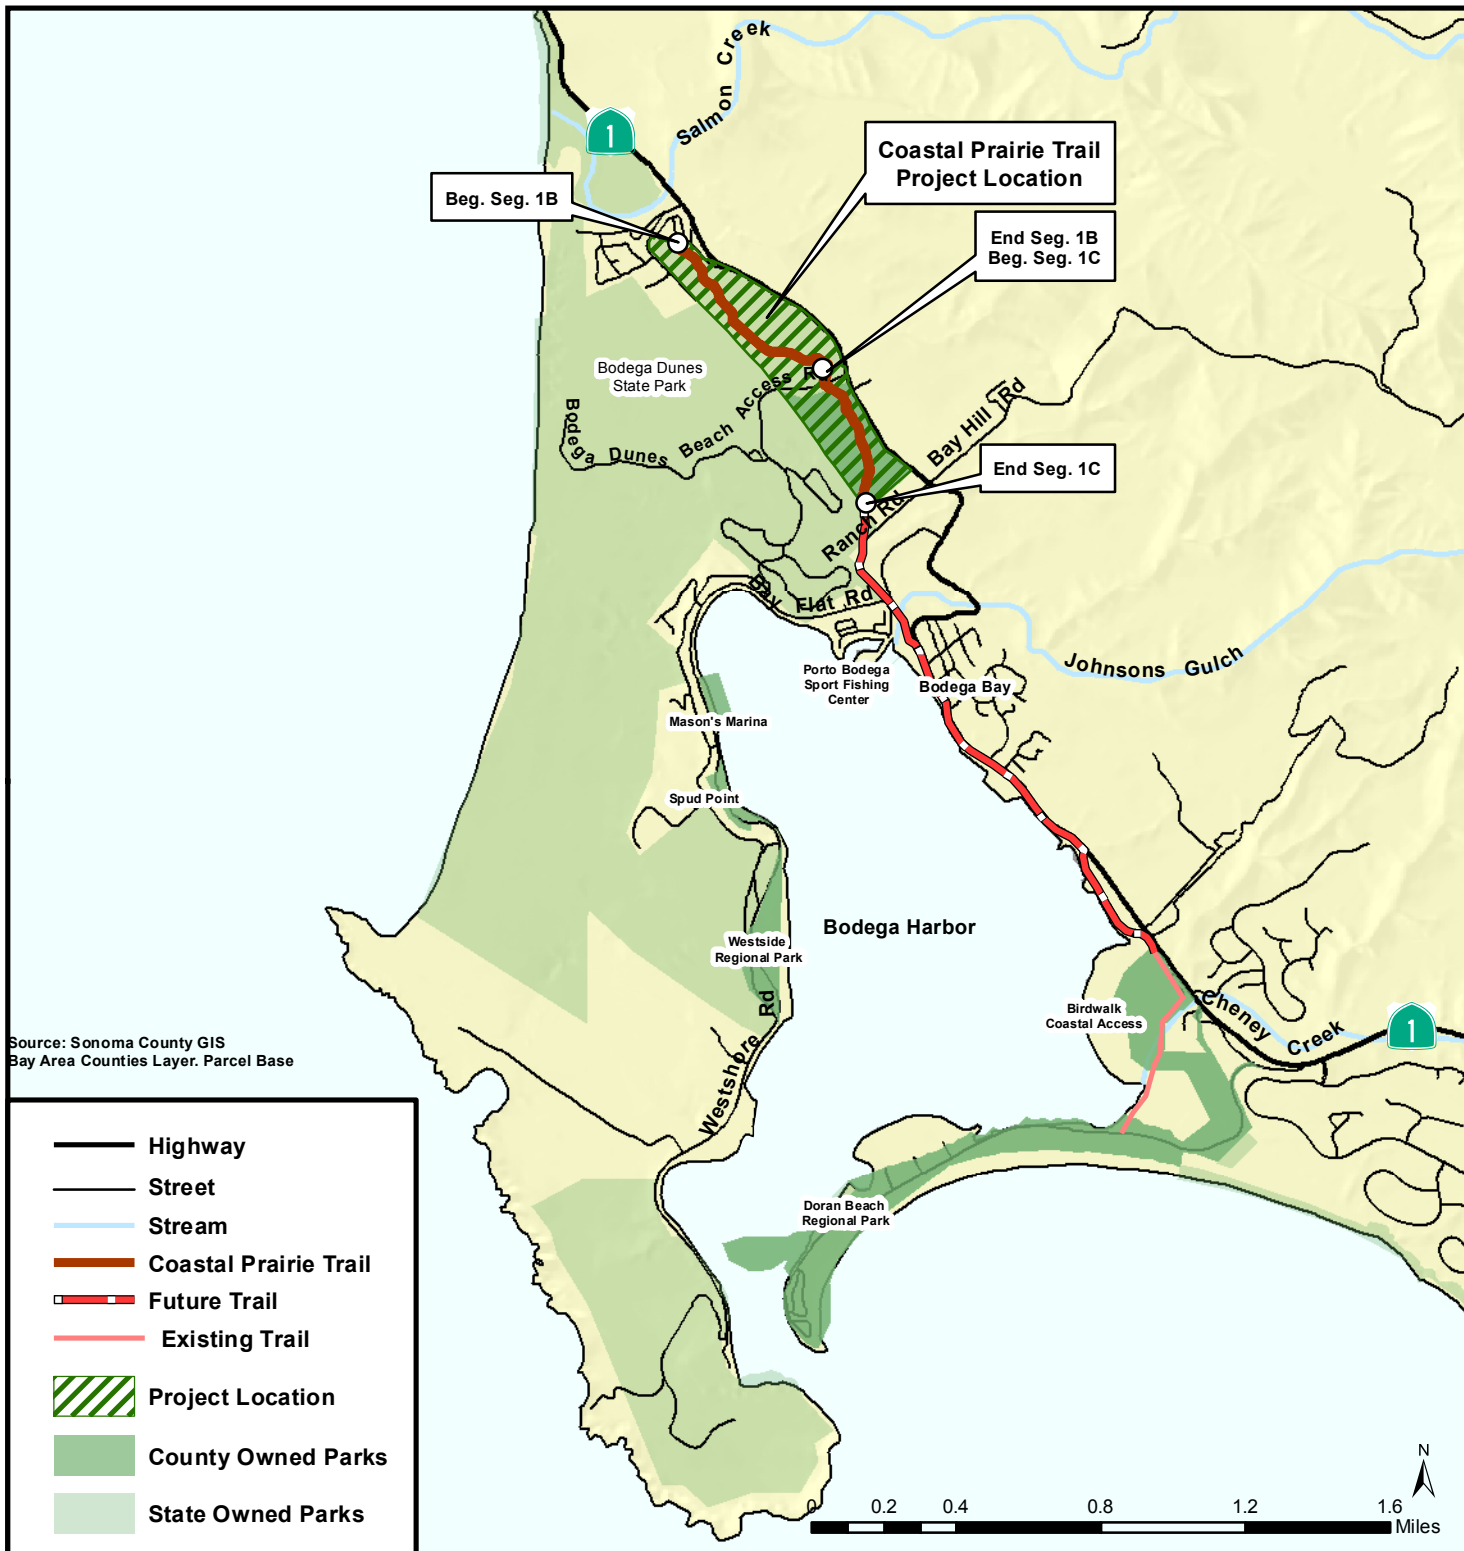 Salmon Creek
1
Coastal Prairie Trail
Project Location
Beg. Seg. 1B
End Seg. 1B
Beg. Seg. 1C
Bodega Dunes
State Park
Bodega Dunes Beach Access Rd
Bay Hill Rd
End Seg. 1C
Ranch Rd
Bay Flat Rd
Johnsons Gulch
Porto Bodega
Sport Fishing
Center
Bodega Bay
Mason's Marina
Spud Point
Bodega Harbor
Westside
Regional Park
Westshore Rd
Birdwalk
Coastal Access
Cheney Creek
1
Source: Sonoma County GIS
Bay Area Counties Layer. Parcel Base
Doran Beach
Regional Park
Highway
Street
Stream
Coastal Prairie Trail
Future Trail
Existing Trail
Project Location
County Owned Parks
State Owned Parks
N
0 0.2 0.4 0.8 1.2 1.6
Miles